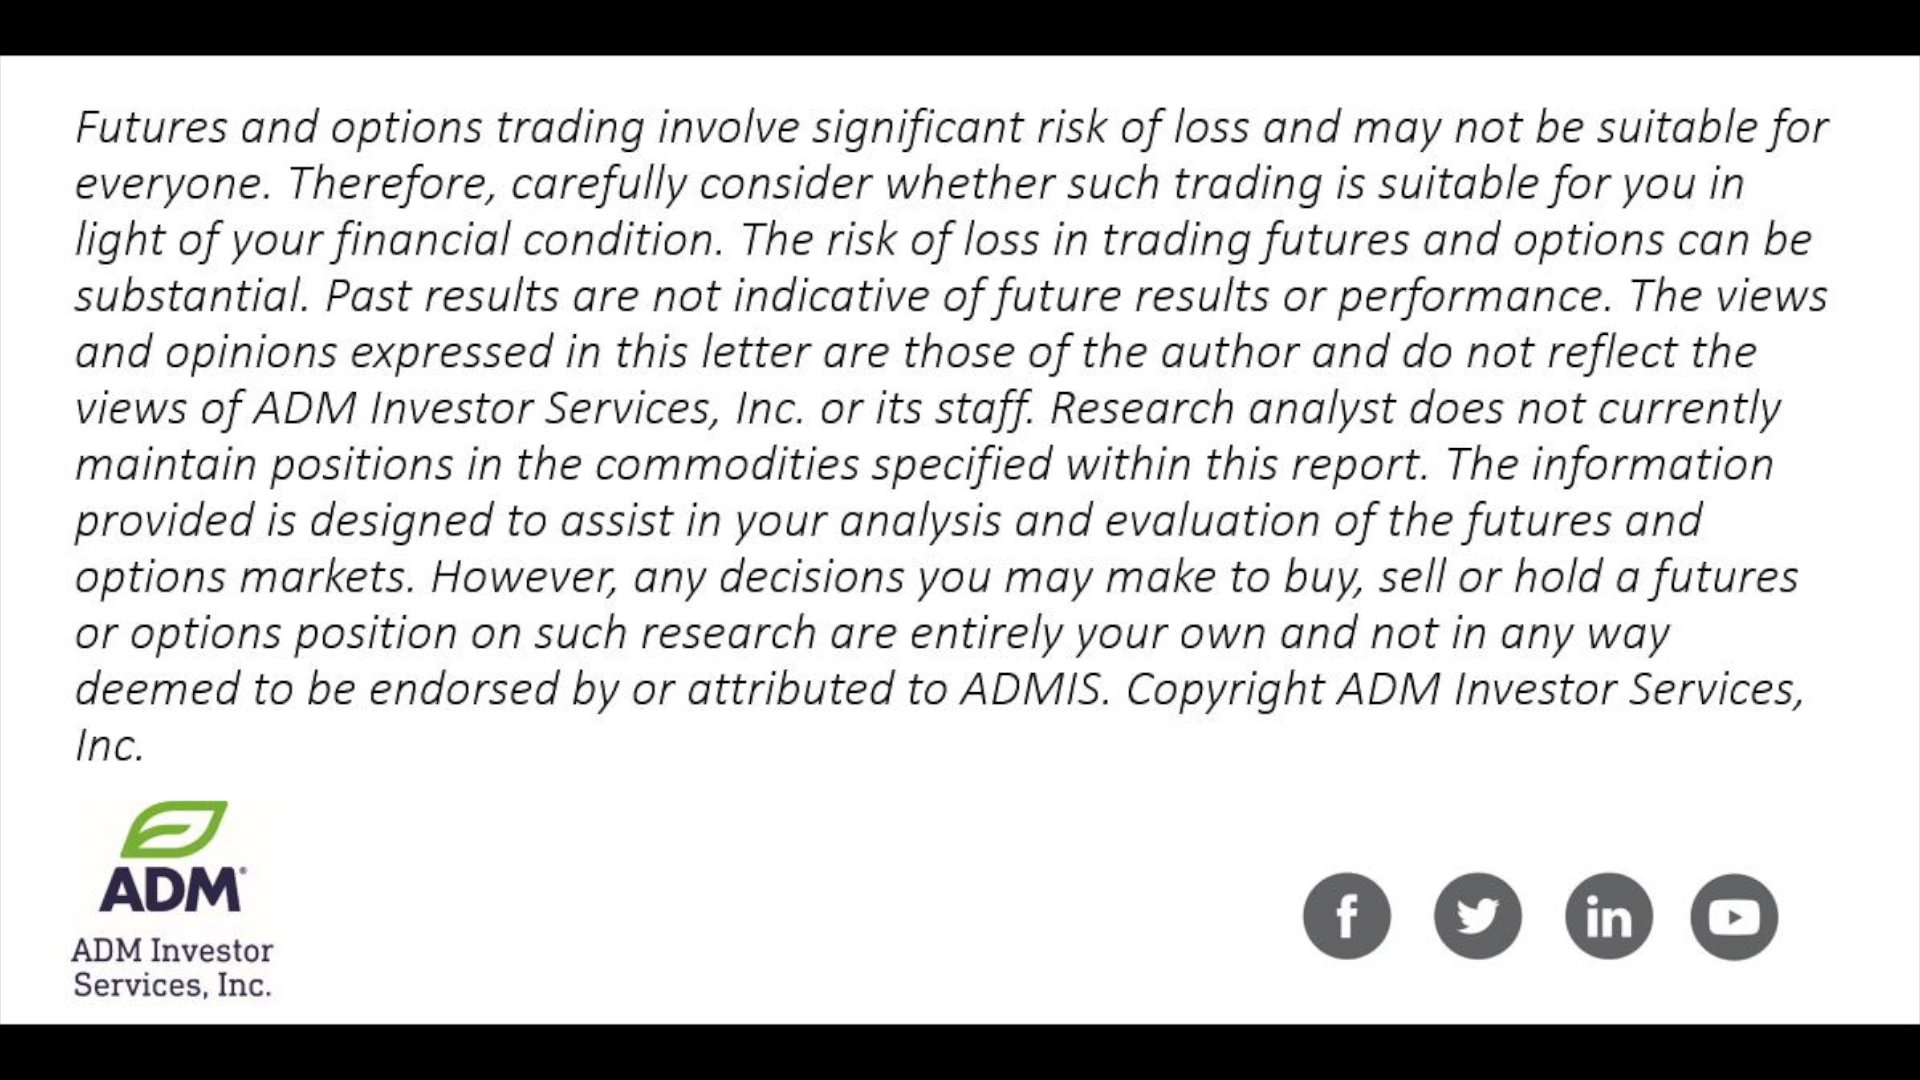 Futures and options trading involve significant risk of loss and may not be suitable for
everyone. Therefore, carefully consider whether such trading is suitable for you in
light of your financial condition. The risk of loss in trading futures and options can be
substantial. Past results are not indicative of future results or performance. The views
and opinions expressed in this letter are those of the author and do not reflect the
views of ADM Investor Services, Inc. or its staff. Research analyst does not currently
maintain positions in the commodities specified within this report. The information
provided is designed to assist in your analysis and evaluation of the futures and
options markets. However, any decisions you may make to buy, sell or hold a futures
or options position on such research are entirely your own and not in any way
deemed to be endorsed by or attributed to ADMIS. Copyright ADM Investor Services,
Inc.
ADM®
ADM Investor
Services, Inc.
f
in